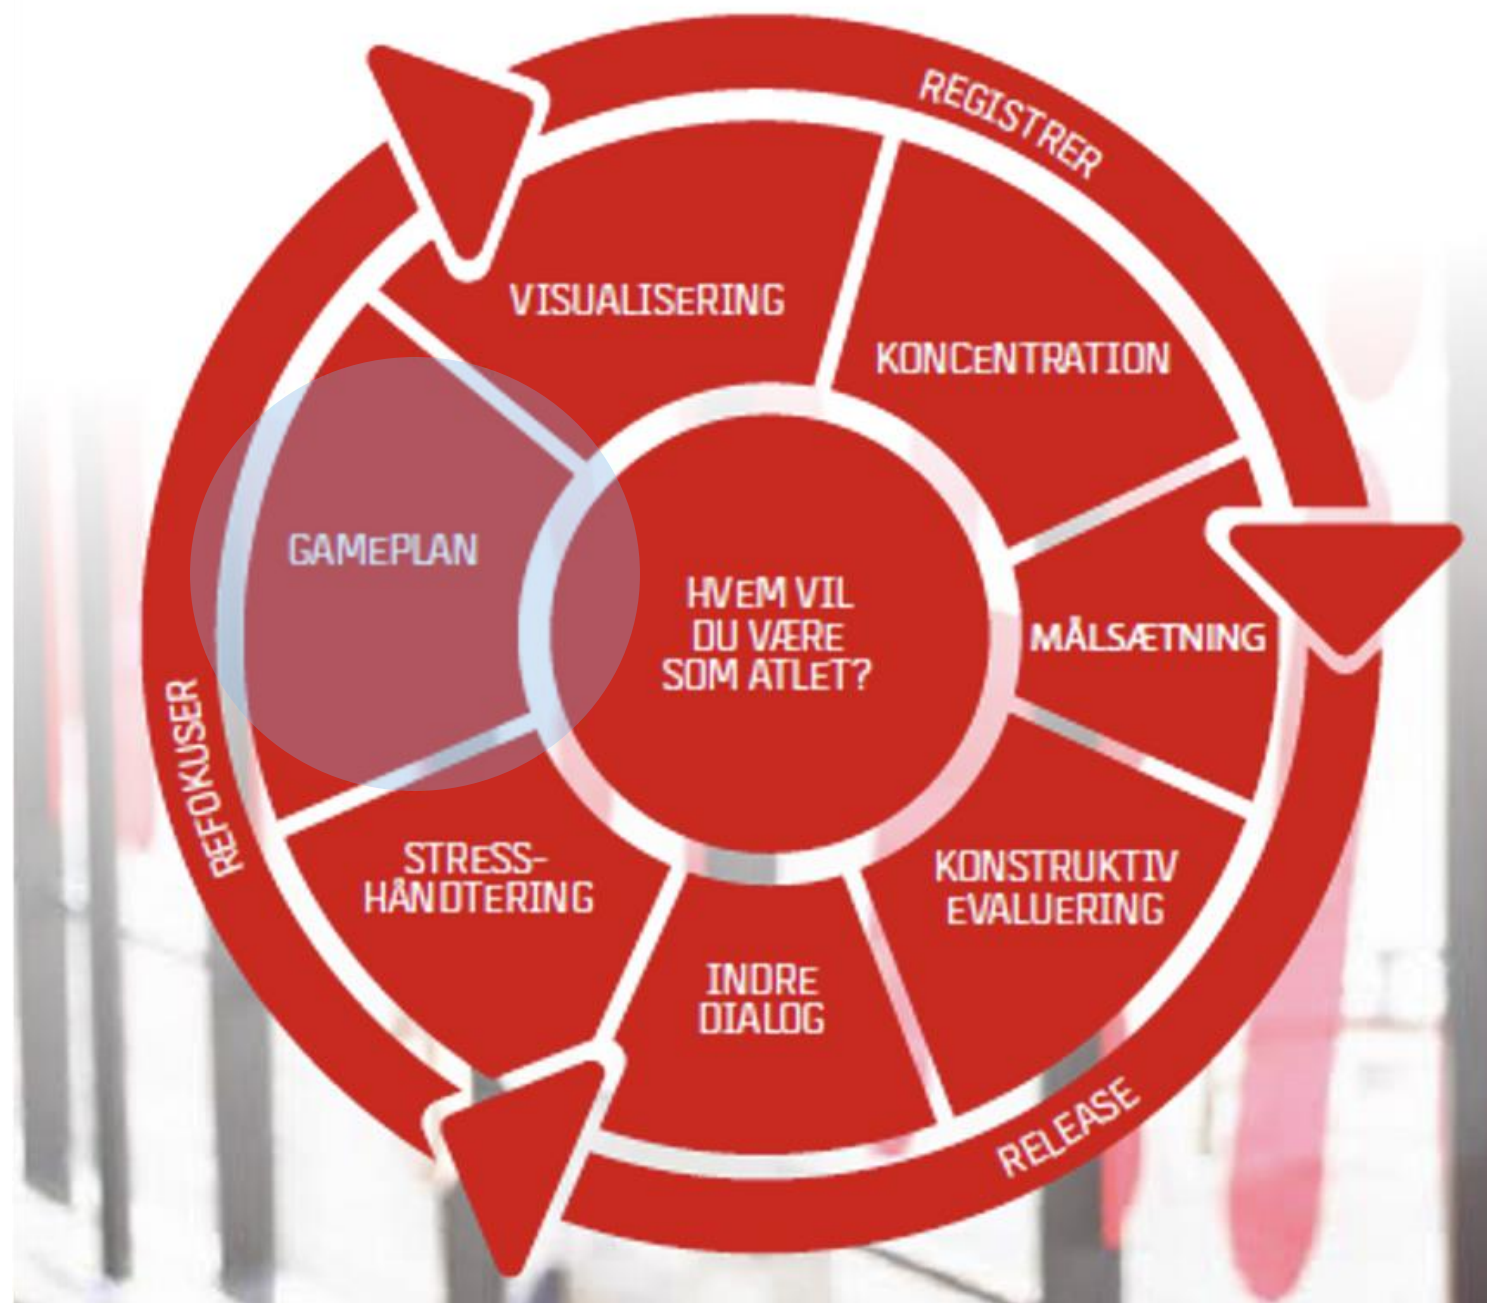 REGISTRER
VISUALISERING
KONCENTRATION
GAMEPLAN
HVEM VIL
DU VÆRE
SOM ATLET?
MÅLSÆTNING
REFOKUSER
STRESS-
HÅNDTERING
KONSTRUKTIV
EVALUERING
INDRE
DIALOG
RELEASE